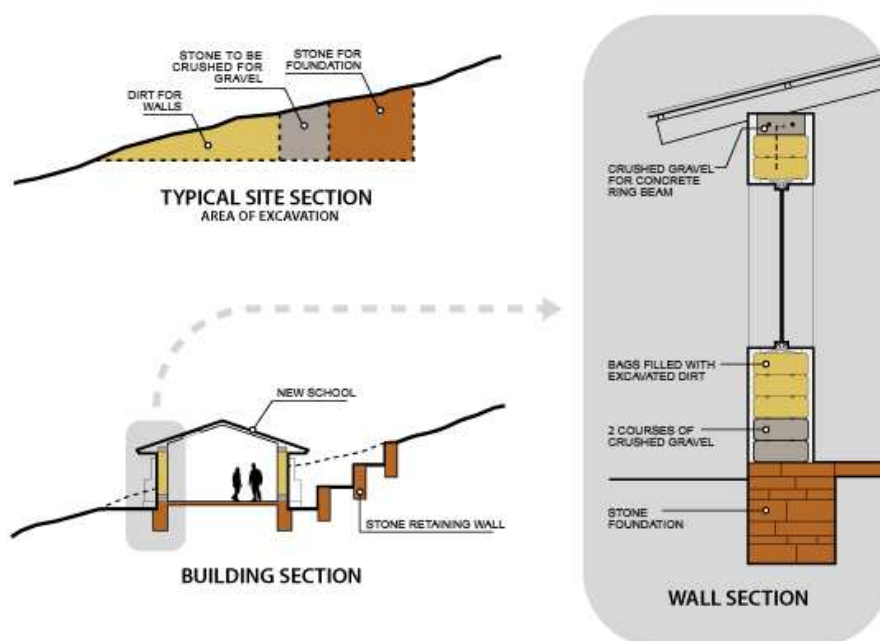 STONE TO BE
CRUSHED FOR
GRAVEL
STONE FOR
FOUNDATION
DIRT FOR
WALLS
TYPICAL SITE SECTION
AREA OF EXCAVATION
NEW SCHOOL
STONE RETAINING WALL
BUILDING SECTION
CRUSHED GRAVEL
FOR CONCRETE
RING BEAM
BAGS FILLED WITH
EXCAVATED DIRT
2 COURSES OF
CRUSHED GRAVEL
STONE
FOUNDATION
WALL SECTION